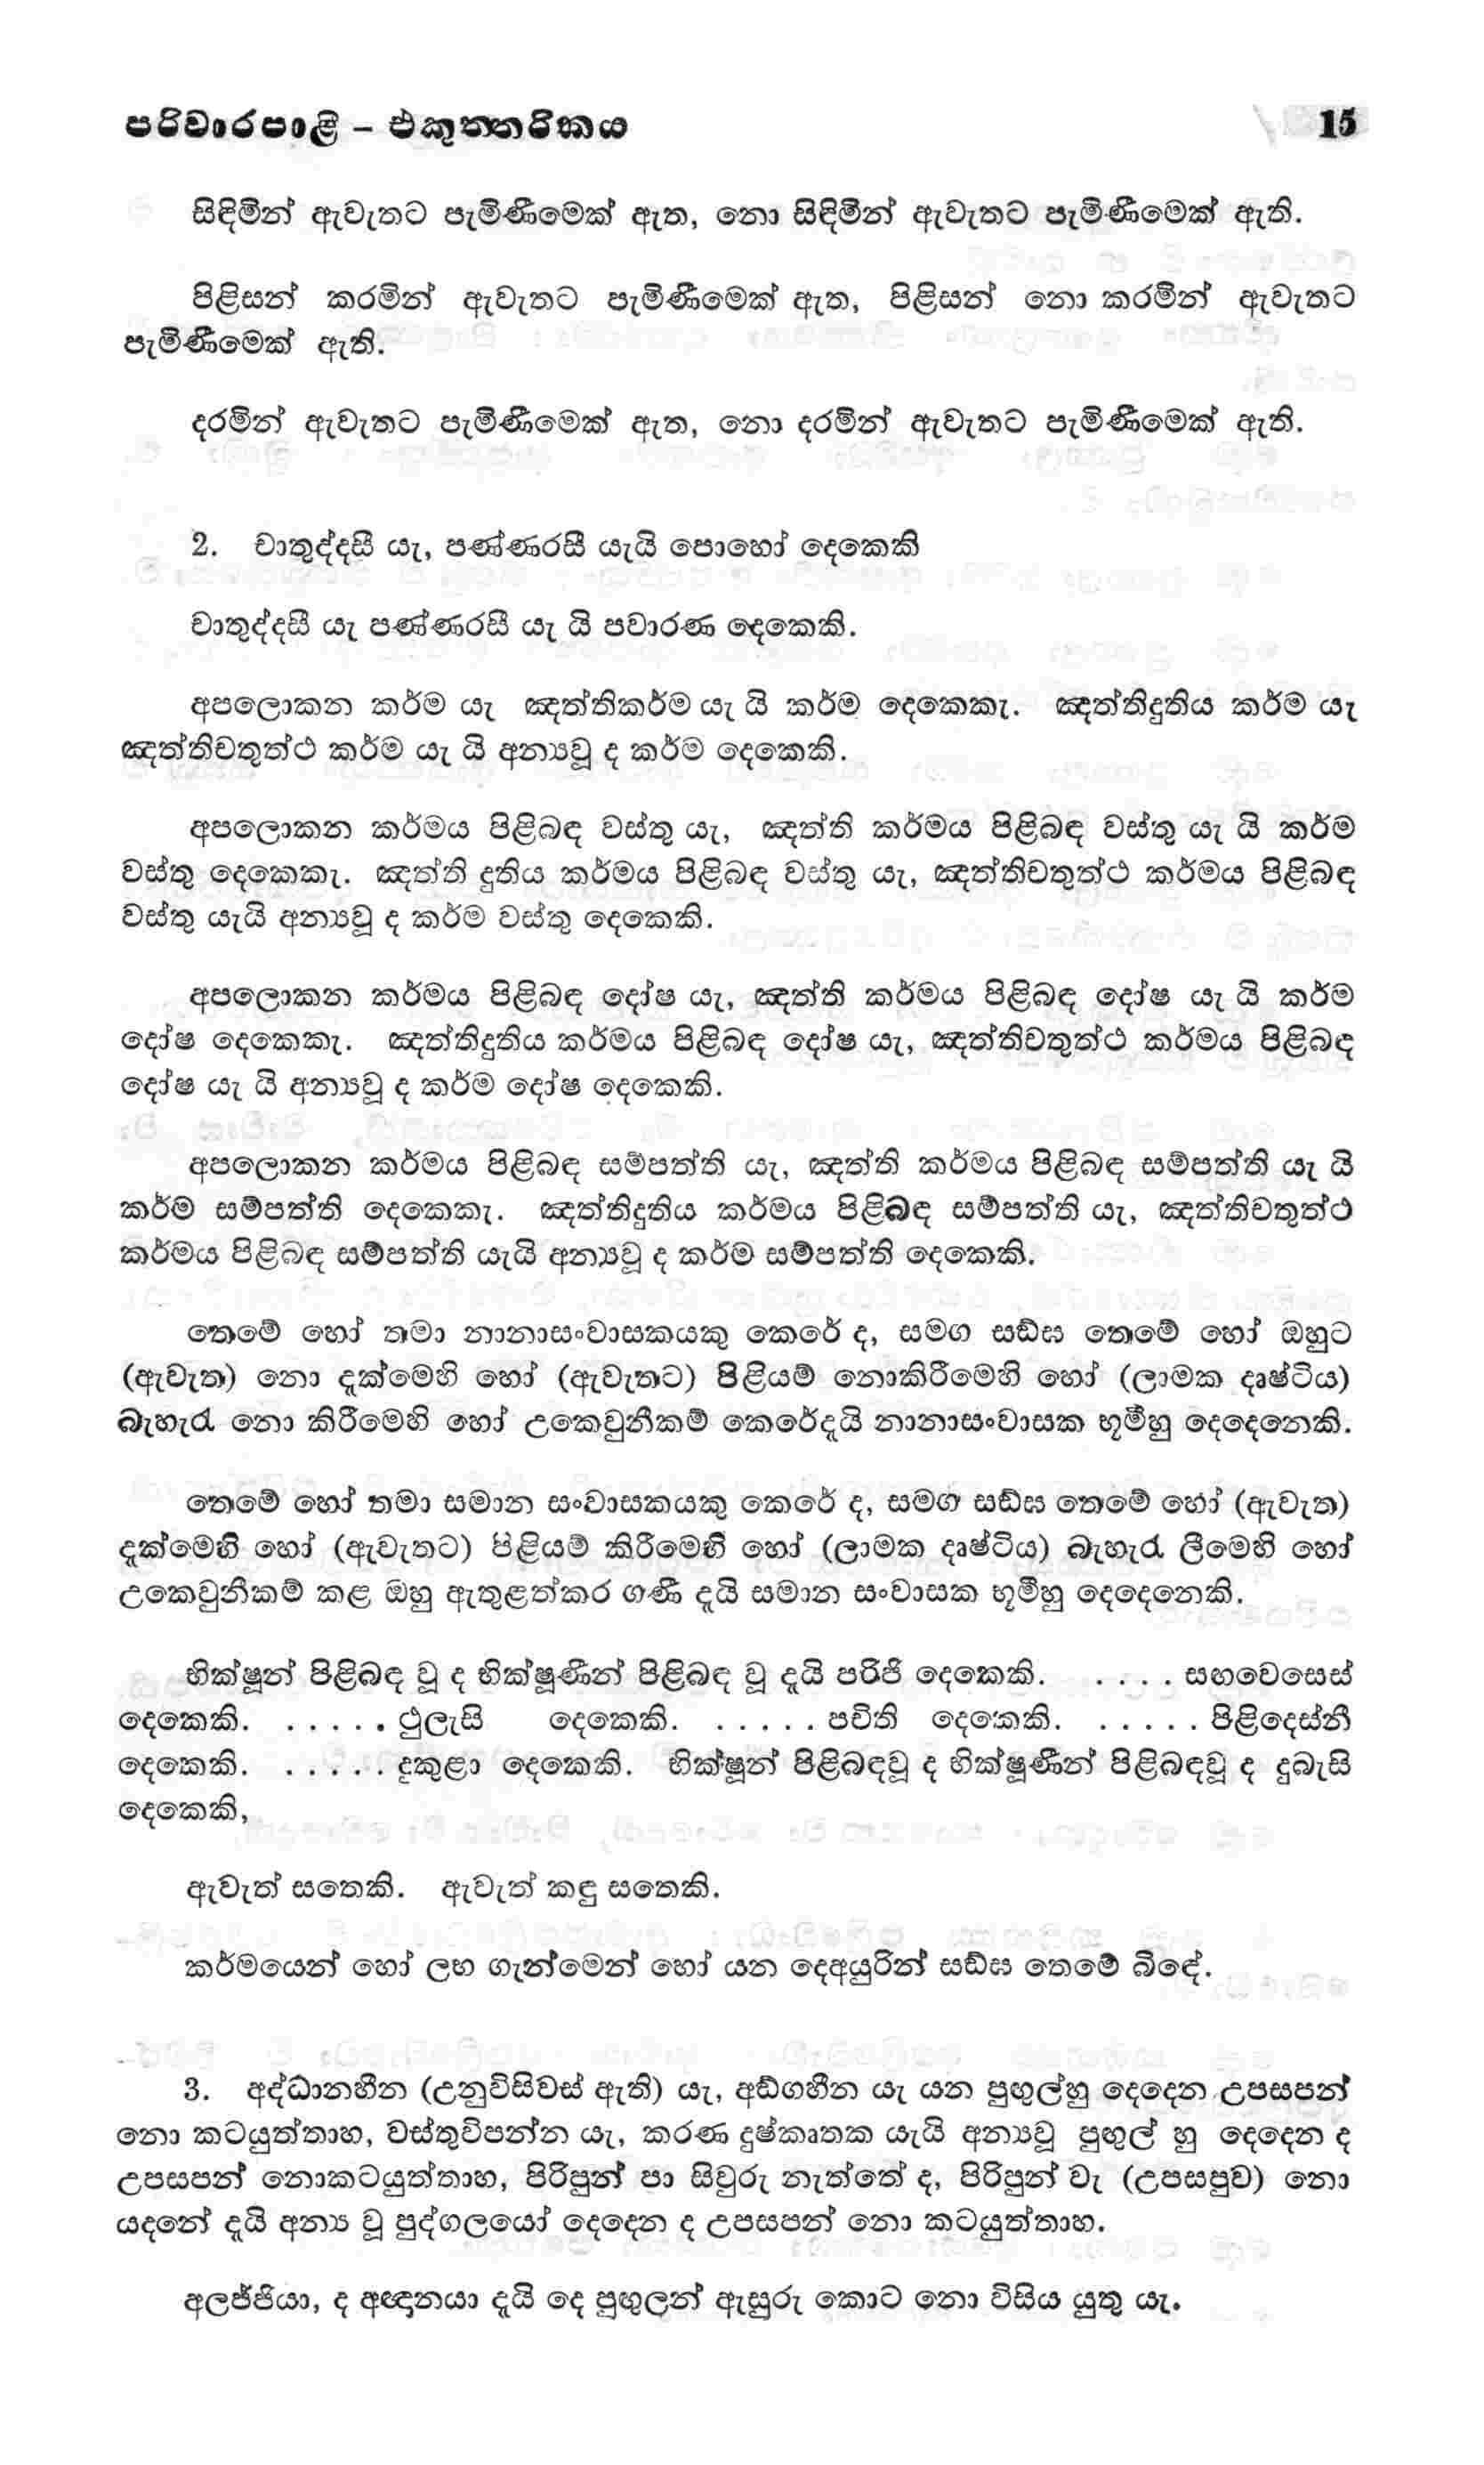 පරිවාරපාළි – එකුත්තරිකය 15
සිඳිමින් ඇවැතට පැමිණීමෙක් ඇත, නො සිඳිමින් ඇවැතට පැමිණීමෙක් ඇති.
පිළිසන් කරමින් ඇවැතට පැමිණීමෙක් ඇත, පිළිසන් නො කරමින් ඇවැතට
පැමිණීමෙක් ඇති.
දරමින් ඇවැතට පැමිණීමෙක් ඇත, නො දරමින් ඇවැතට පැමිණීමෙක් ඇති.
2. චාතුද්දසී යැ, පණ්ණරසී යැයි පොහෝ දෙකෙකි
චාතුද්දසී යැ පණ්ණරසී යැ යි පවාරණ දෙකෙකි.
අපලොකන කර්ම යැ ඤත්තිකර්ම යැ යි කර්ම දෙකෙකැ. ඤත්තිදුතිය කර්ම යැ
ඤත්තිචතුත්ථ කර්ම යැ යි අන්‍යවූ ද කර්ම දෙකෙකි.
අපලොකන කර්මය පිළිබඳ වස්තු යැ, ඤත්ති කර්මය පිළිබඳ වස්තු යැ යි කර්ම
වස්තු දෙකෙකැ. ඤත්ති දුතිය කර්මය පිළිබඳ වස්තු යැ, ඤත්තිචතුත්ථ කර්මය පිළිබඳ
වස්තු යැයි අන්‍යවූ ද කර්ම වස්තු දෙකෙකි.
අපලොකන කර්මය පිළිබඳ දෝෂ යැ, ඤත්ති කර්මය පිළිබඳ දෝෂ යැ යි කර්ම
දෝෂ දෙකෙකැ. ඤත්තිදුතිය කර්මය පිළිබඳ දෝෂ යැ, ඤත්තිචතුත්ථ කර්මය පිළිබඳ
දෝෂ යැ යි අන්‍යවූ ද කර්ම දෝෂ දෙකෙකි.
අපලොකන කර්මය පිළිබඳ සම්පත්ති යැ, ඤත්ති කර්මය පිළිබඳ සම්පත්ති යැ යි
කර්ම සම්පත්ති දෙකෙකැ. ඤත්තිදුතිය කර්මය පිළිබඳ සම්පත්ති යැ, ඤත්තිචතුත්ථ
කර්මය පිළිබඳ සම්පත්ති යැයි අන්‍යවූ ද කර්ම සම්පත්ති දෙකෙකි.
තෙමේ හෝ තමා නානාසංවාසකයකු කෙරේ ද, සමග සඞ්ඝ තෙමේ හෝ ඔහුට
(ඇවැත) නො දැක්මෙහි හෝ (ඇවැතට) පිළියම් නොකිරීමෙහි හෝ (ලාමක දෘෂ්ටිය)
බැහැර නො කිරීමෙහි හෝ උකෙවුනීකම් කෙරේදැයි නානාසංවාසක භූමීහු දෙදෙනෙකි.
තෙමේ හෝ තමා සමාන සංවාසකයකු කෙරේ ද, සමග සඞ්ඝ තෙමේ හෝ (ඇවැත)
දැක්මෙහි හෝ (ඇවැතට) පිළියම් කිරීමෙහි හෝ (ලාමක දෘෂ්ටිය) බැහැර ලීමෙහි හෝ
උකෙවුනීකම් කළ ඔහු ඇතුළත්කර ගණී දැයි සමාන සංවාසක භූමීහු දෙදෙනෙකි.
භික්ෂූන් පිළිබඳ වූ ද භික්ෂුණීන් පිළිබඳ වූ දැයි පරිජි දෙකෙකි. . . . . සඟවෙසෙස්
දෙකෙකි. . . . . . ථුලැසි දෙකෙකි. . . . . . පචිති දෙකෙකි. . . . . . පිළිදෙස්නී
දෙකෙකි. . . . . . දුකුළා දෙකෙකි. භික්ෂූන් පිළිබඳවූ ද භික්ෂුණීන් පිළිබඳවූ ද දුබැසි
දෙකෙකි,
ඇවැත් සතෙකි. ඇවැත් කඳු සතෙකි.
කර්මයෙන් හෝ ලභ ගැන්මෙන් හෝ යන දෙඅයුරින් සඞ්ඝ තෙමේ බිඳේ.
3. අද්ධානහීන (උනුවිසිවස් ඇති) යැ, අඞ්ගහීන යැ යන පුඟුල්හු දෙදෙන උපසපන්
නො කටයුත්තාහ, වස්තුවිපන්න යැ, කරණ දුෂ්කෘතක යැයි අන්‍යවූ පුඟුල් හු දෙදෙන ද
උපසපන් නොකටයුත්තාහ, පිරිපුන් පා සිවුරු නැත්තේ ද, පිරිපුන් වැ (උපසපුව) නො
යදනේ දැයි අන්‍ය වූ පුද්ගලයෝ දෙදෙන ද උපසපන් නො කටයුත්තාහ.
අලජ්ජියා, ද අඥානයා දැයි දෙ පුඟුලන් ඇසුරු කොට නො විසිය යුතු යැ.